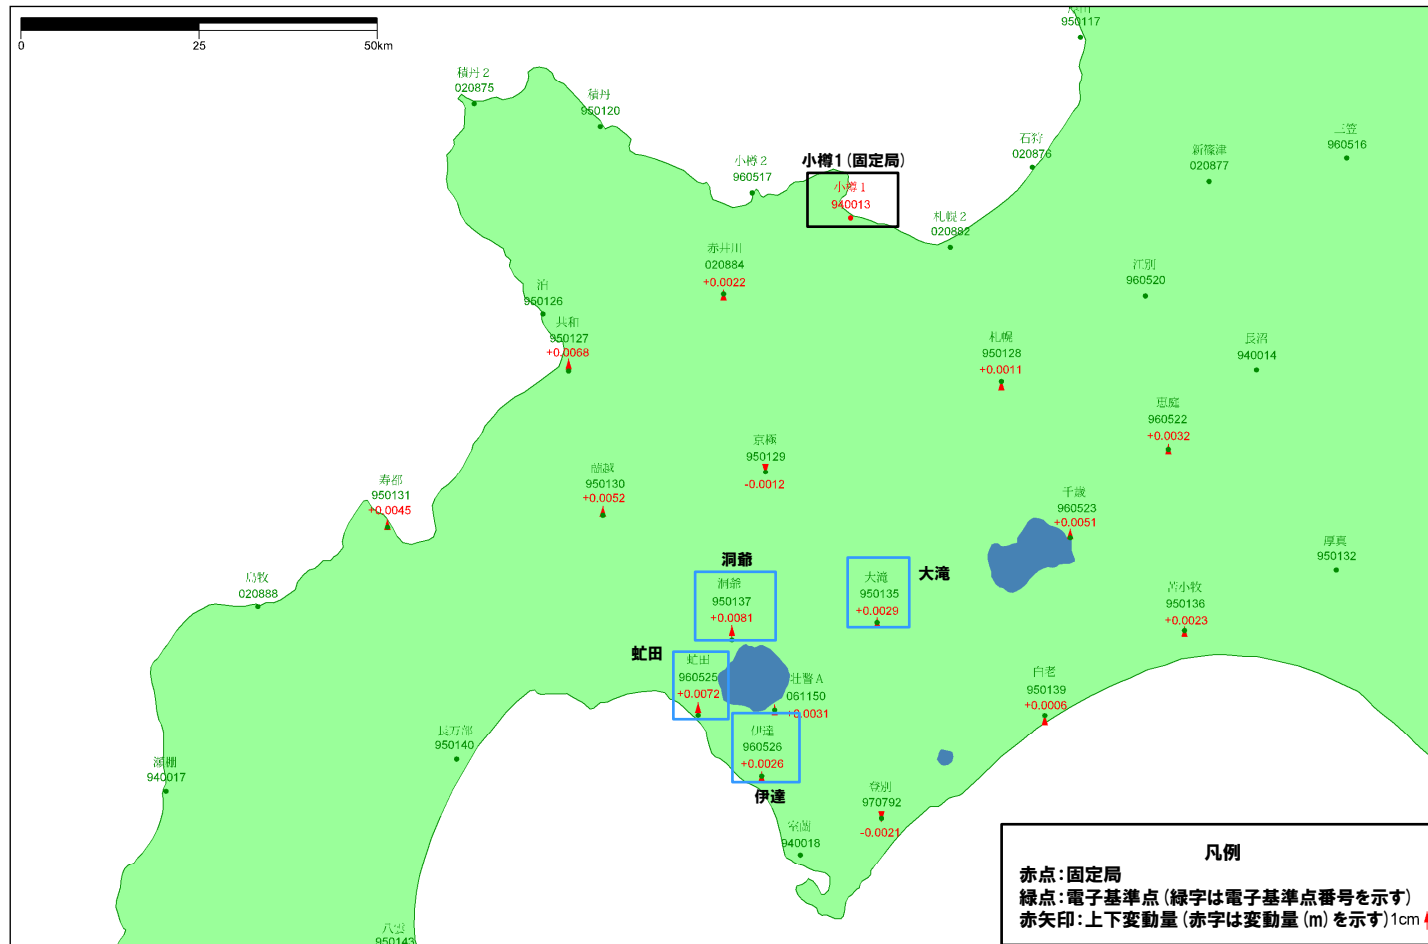 0
25
50km
950117
積丹２
020875
積丹
950120
小樽２
960517
小樽1(固定局)
小樽１
940013
石狩
020876
札幌２
020882
新篠津
020877
三笠
960516
赤井川
020884
+0.0022
江別
960520
泊
950126
共和
950127
+0.0068
札幌
950128
+0.0011
長沼
940014
恵庭
960522
+0.0032
京極
950129
-0.0012
蘭越
950130
+0.0052
寿都
950131
+0.0045
千歳
960523
+0.0051
厚真
950132
島牧
020888
洞爺
洞爺
950137
+0.0081
大滝
大滝
950135
+0.0029
苫小牧
950136
+0.0023
虻田
虻田
960525
+0.0072
壮瞥Ａ
061150
+0.0031
白老
950139
+0.0006
伊達
960526
+0.0026
伊達
長万部
950140
瀬棚
940017
登別
970792
-0.0021
室蘭
940018
八雲
950143
凡例
赤点：固定局
緑点：電子基準点（緑字は電子基準点番号を示す）
赤矢印：上下変動量（赤字は変動量（m）を示す）1cm